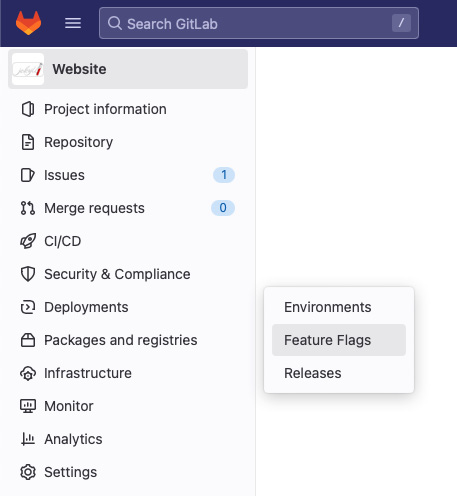 Search GitLab
/
jekyll
Website
Project information
Repository
Issues
1
Merge requests
0
CI/CD
Security & Compliance
Deployments
Environments
Packages and registries
Feature Flags
Infrastructure
Releases
Monitor
Analytics
Settings